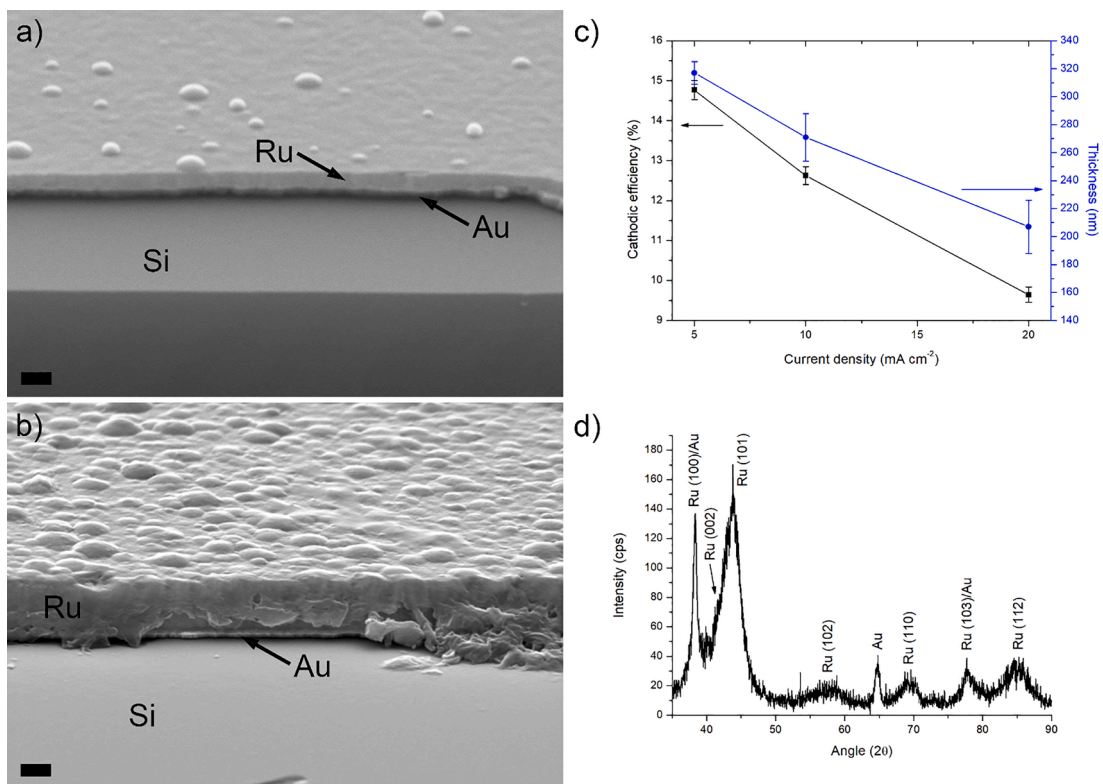 a)
Ru
Au
Si
b)
Ru
Au
Si
c)
16
15
14
13
12
11
10
9
Cathodic efficiency (%)
340
320
300
280
260
240
220
200
180
160
140
Thickness (nm)
5 10 15 20
Current density (mA cm⁻²)
d)
180
160
140
120
100
80
60
40
20
0
Intensity (cps)
Ru (100)/Au
Ru (002)
Ru (101)
Ru (102)
Au
Ru (110)
Ru (103)/Au
Ru (112)
40 50 60 70 80 90
Angle (2θ)